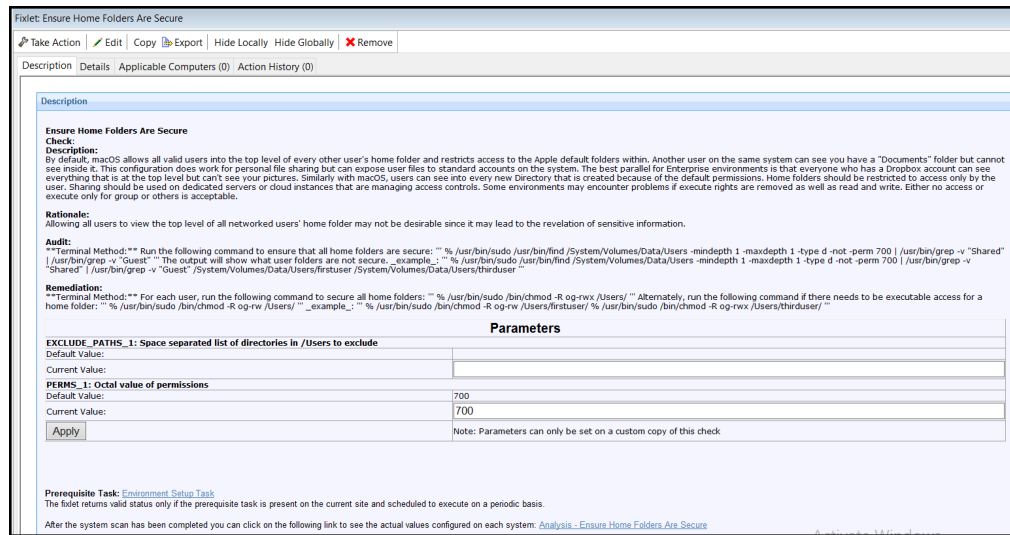 Fixlet: Ensure Home Folders Are Secure
Take Action Edit Copy Export Hide Locally Hide Globally Remove
Description Details Applicable Computers (0) Action History (0)
Description
Ensure Home Folders Are Secure
Check:
Description:
By default, macOS allows all valid users into the top level of every other user's home folder and restricts access to the Apple default folders within. Another user on the same system can see you have a "Documents" folder but cannot
see inside it. This configuration does work for personal file sharing but can expose user files to standard accounts on the system. The best parallel for Enterprise environments is that everyone who has a Dropbox account can see
everything that is at the top level but can't see your pictures. Similarly with macOS, users can see into every new Directory that is created because of the default permissions. Home folders should be restricted to access only by the
user. Sharing should be used on dedicated servers or cloud instances that are managing access controls. Some environments may encounter problems if execute rights are removed as well as read and write. Either no access or
execute only for group or others is acceptable.
Rationale:
Allowing all users to view the top level of all networked users' home folder may not be desirable since it may lead to the revelation of sensitive information.
Audit:
**Terminal Method:** Run the following command to ensure that all home folders are secure: ''' % /usr/bin/sudo /usr/bin/find /System/Volumes/Data/Users -mindepth 1 -maxdepth 1 -type d -not -perm 700 | /usr/bin/grep -v "Shared"
| /usr/bin/grep -v "Guest" ''' The output will show what user folders are not secure. _example_: ''' % /usr/bin/sudo /usr/bin/find /System/Volumes/Data/Users -mindepth 1 -maxdepth 1 -type d -not -perm 700 | /usr/bin/grep -v
"Shared" | /usr/bin/grep -v "Guest" /System/Volumes/Data/Users/firstuser /System/Volumes/Data/Users/thirduser '''
Remediation:
**Terminal Method:** For each user, run the following command to secure all home folders: ''' % /usr/bin/sudo /bin/chmod -R og-rwx /Users/ ''' Alternately, run the following command if there needs to be executable access for a
home folder: ''' % /usr/bin/sudo /bin/chmod -R og-rw /Users/ ''' _example_: ''' % /usr/bin/sudo /bin/chmod -R og-rw /Users/firstuser/ % /usr/bin/sudo /bin/chmod -R og-rwx /Users/thirduser/ '''
Parameters
EXCLUDE_PATHS_1: Space separated list of directories in /Users to exclude
Default Value:
Current Value:
PERMS_1: Octal value of permissions
Default Value: 700
Current Value: 700
Apply Note: Parameters can only be set on a custom copy of this check
Prerequisite Task: Environment Setup Task
The fixlet returns valid status only if the prerequisite task is present on the current site and scheduled to execute on a periodic basis.
After the system scan has been completed you can click on the following link to see the actual values configured on each system: Analysis - Ensure Home Folders Are Secure